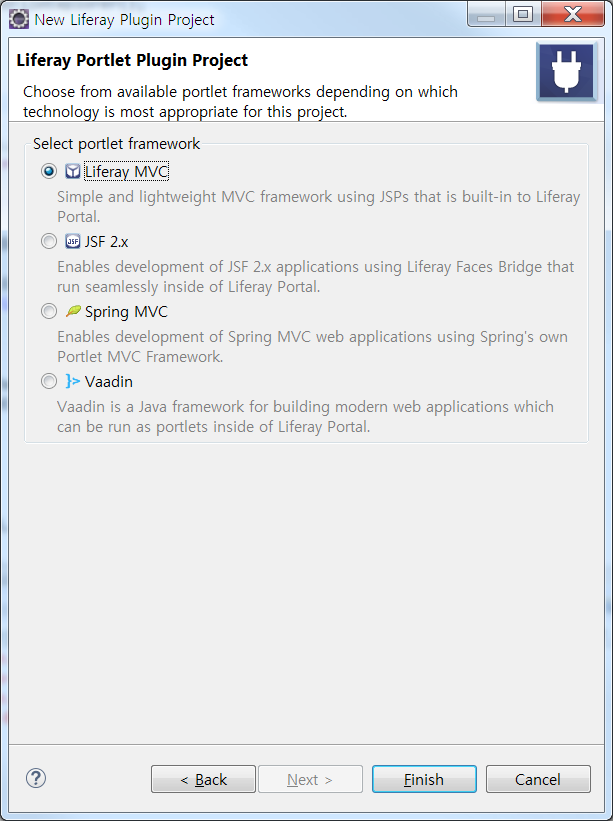 New Liferay Plugin Project
Liferay Portlet Plugin Project
Choose from available portlet frameworks depending on which
technology is most appropriate for this project.
Select portlet framework
Liferay MVC
Simple and lightweight MVC framework using JSPs that is built-in to Liferay
Portal.
JSF JSF 2.x
Enables development of JSF 2.x applications using Liferay Faces Bridge that
run seamlessly inside of Liferay Portal.
Spring MVC
Enables development of Spring MVC web applications using Spring's own
Portlet MVC Framework.
}> Vaadin
Vaadin is a Java framework for building modern web applications which
can be run as portlets inside of Liferay Portal.
? < Back Next > Finish Cancel